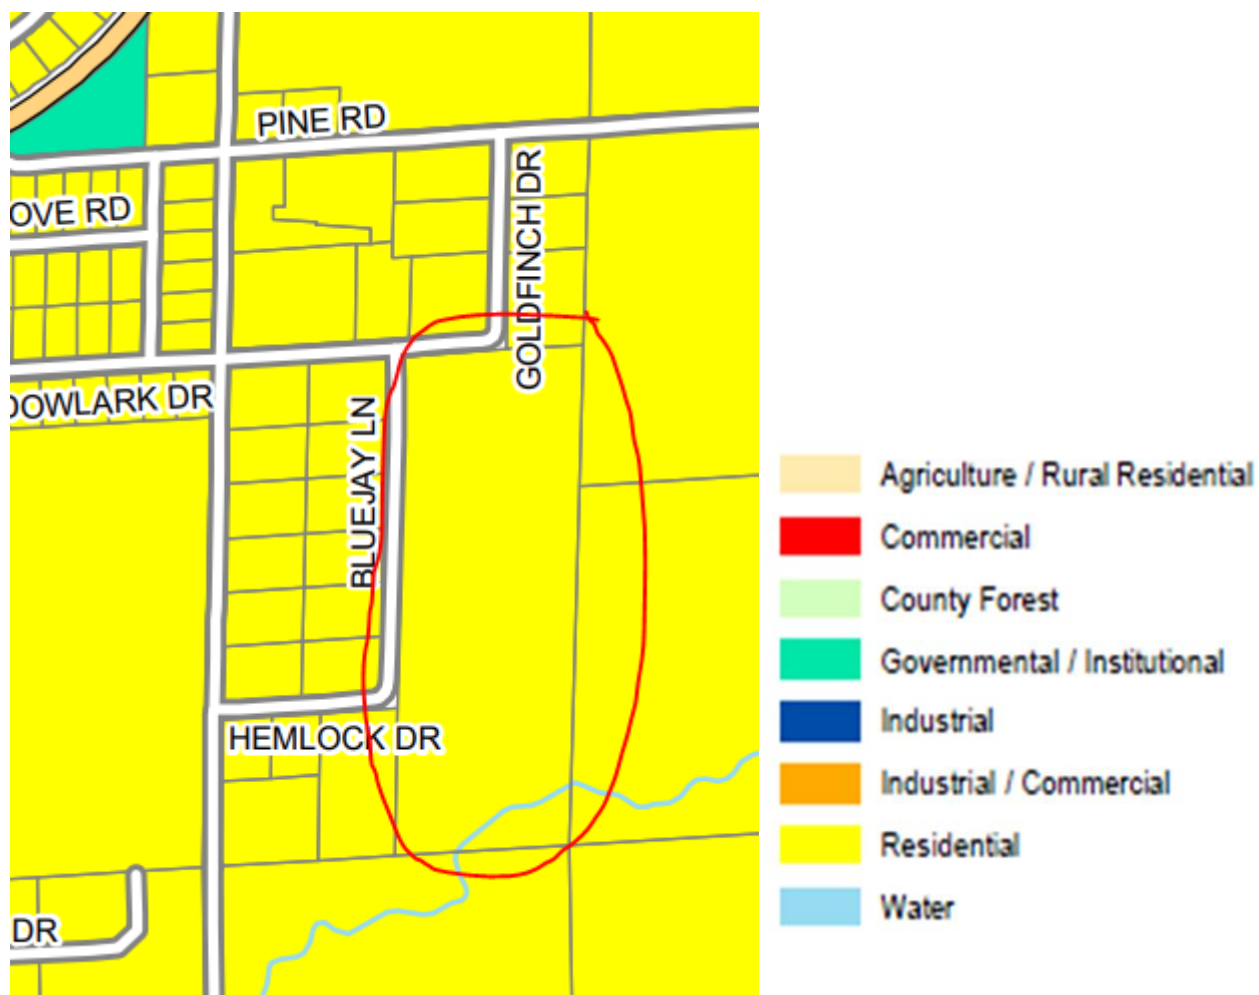 PINE RD
OVE RD
GOLDFINCH DR
DOWLARK DR
BLUEJAY LN
HEMLOCK DR
DR
Agriculture / Rural Residential
Commercial
County Forest
Governmental / Institutional
Industrial
Industrial / Commercial
Residential
Water